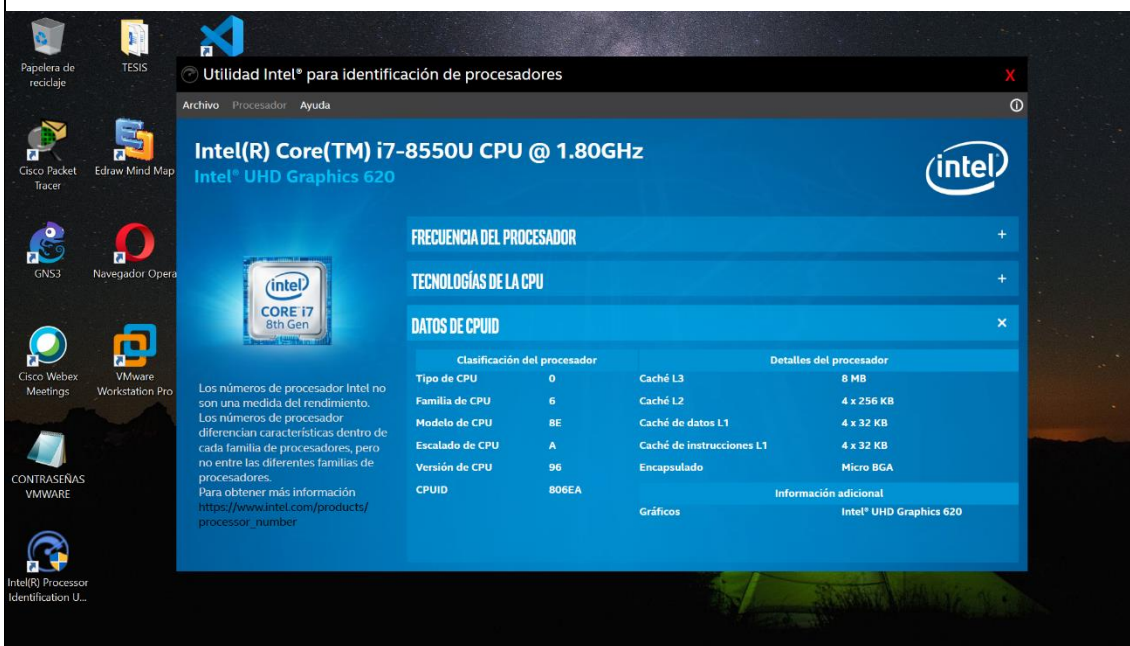 Papelera de
reciclaje
TESIS
Cisco Packet
Tracer
Edraw Mind Map
GNS3
Navegador Opera
Cisco Webex
Meetings
VMware
Workstation Pro
CONTRASEÑAS
VMWARE
Intel(R) Processor
Identification U...
Utilidad Intel® para identificación de procesadores
X
Archivo Procesador Ayuda
Intel(R) Core(TM) i7-8550U CPU @ 1.80GHz
Intel® UHD Graphics 620
intel
intel
CORE i7
8th Gen
Los números de procesador Intel no
son una medida del rendimiento.
Los números de procesador
diferencian características dentro de
cada familia de procesadores, pero
no entre las diferentes familias de
procesadores.
Para obtener más información
https://www.intel.com/products/
processor_number
FRECUENCIA DEL PROCESADOR +
TECNOLOGÍAS DE LA CPU +
DATOS DE CPUID ×
Clasificación del procesador
Tipo de CPU 0
Familia de CPU 6
Modelo de CPU 8E
Escalado de CPU A
Versión de CPU 96
CPUID 806EA
Detalles del procesador
Caché L3 8 MB
Caché L2 4 x 256 KB
Caché de datos L1 4 x 32 KB
Caché de instrucciones L1 4 x 32 KB
Encapsulado Micro BGA
Información adicional
Gráficos Intel® UHD Graphics 620